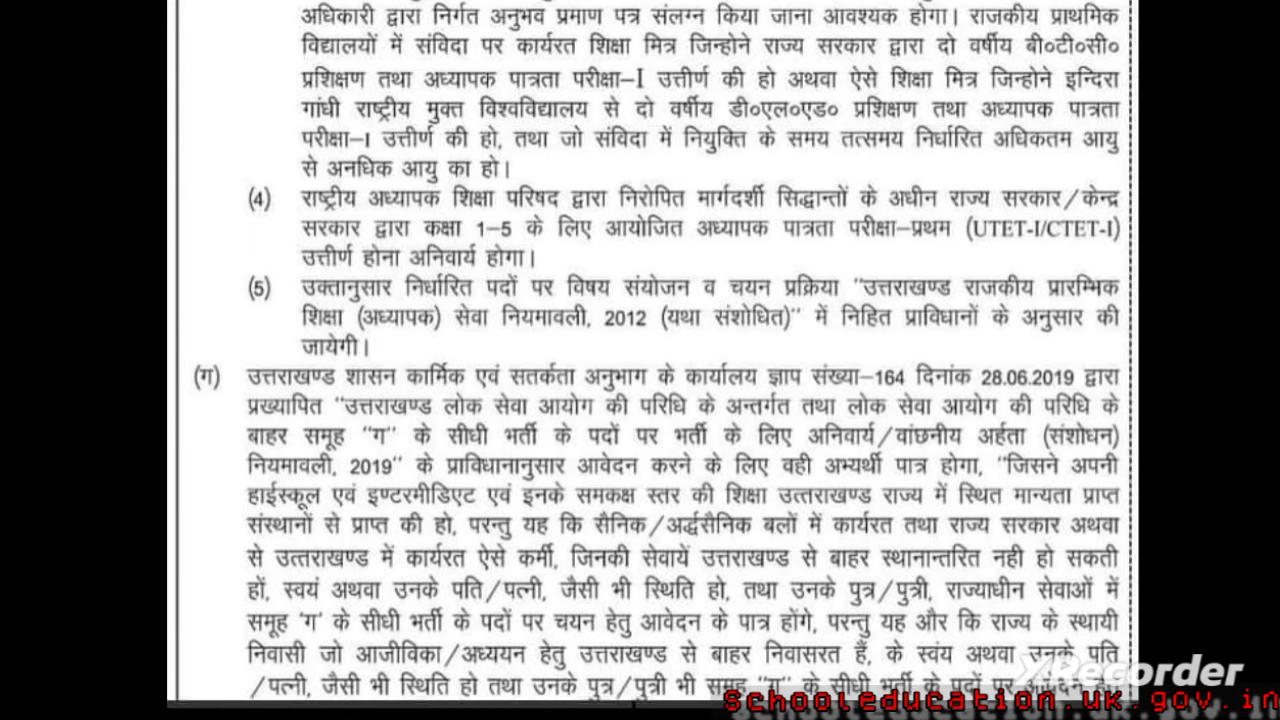 अधिकारी द्वारा निर्गत अनुभव प्रमाण पत्र संलग्न किया जाना आवश्यक होगा। राजकीय प्राथमिक
विद्यालयों में संविदा पर कार्यरत शिक्षा मित्र जिन्होने राज्य सरकार द्वारा दो वर्षीय बी०टी०सी०
प्रशिक्षण तथा अध्यापक पात्रता परीक्षा–I उत्तीर्ण की हो अथवा ऐसे शिक्षा मित्र जिन्होने इन्दिरा
गांधी राष्ट्रीय मुक्त विश्वविद्यालय से दो वर्षीय डी०एल०एड० प्रशिक्षण तथा अध्यापक पात्रता
परीक्षा–I उत्तीर्ण की हो, तथा जो संविदा में नियुक्ति के समय तत्समय निर्धारित अधिकतम आयु
से अनधिक आयु का हो।
(4) राष्ट्रीय अध्यापक शिक्षा परिषद द्वारा निरोपित मार्गदर्शी सिद्धान्तों के अधीन राज्य सरकार/केन्द्र
सरकार द्वारा कक्षा 1–5 के लिए आयोजित अध्यापक पात्रता परीक्षा–प्रथम (UTET-I/CTET-I)
उत्तीर्ण होना अनिवार्य होगा।
(5) उक्तानुसार निर्धारित पदों पर विषय संयोजन व चयन प्रक्रिया "उत्तराखण्ड राजकीय प्रारम्भिक
शिक्षा (अध्यापक) सेवा नियमावली, 2012 (यथा संशोधित)" में निहित प्राविधानों के अनुसार की
जायेगी।
(ग) उत्तराखण्ड शासन कार्मिक एवं सतर्कता अनुभाग के कार्यालय ज्ञाप संख्या–164 दिनांक 28.06.2019 द्वारा
प्रख्यापित "उत्तराखण्ड लोक सेवा आयोग की परिधि के अन्तर्गत तथा लोक सेवा आयोग की परिधि के
बाहर समूह "ग" के सीधी भर्ती के पदों पर भर्ती के लिए अनिवार्य/वांछनीय अर्हता (संशोधन)
नियमावली, 2019" के प्राविधानानुसार आवेदन करने के लिए वही अभ्यर्थी पात्र होगा, "जिसने अपनी
हाईस्कूल एवं इण्टरमीडिएट एवं इनके समकक्ष स्तर की शिक्षा उत्तराखण्ड राज्य में स्थित मान्यता प्राप्त
संस्थानों से प्राप्त की हो, परन्तु यह कि सैनिक/अर्द्धसैनिक बलों में कार्यरत तथा राज्य सरकार अथवा
से उत्तराखण्ड में कार्यरत ऐसे कर्मी, जिनकी सेवायें उत्तराखण्ड से बाहर स्थानान्तरित नही हो सकती
हों, स्वयं अथवा उनके पति/पत्नी, जैसी भी स्थिति हो, तथा उनके पुत्र/पुत्री, राज्याधीन सेवाओं में
समूह 'ग' के सीधी भर्ती के पदों पर चयन हेतु आवेदन के पात्र होंगे, परन्तु यह और कि राज्य के स्थायी
निवासी जो आजीविका/अध्ययन हेतु उत्तराखण्ड से बाहर निवासरत हैं, के स्वंय अथवा उनके पति
/पत्नी, जैसी भी स्थिति हो तथा उनके पुत्र/पुत्री भी समूह "ग" के सीधी भर्ती के पदों पर
XRecorder
Schooleducation.uk.gov.in